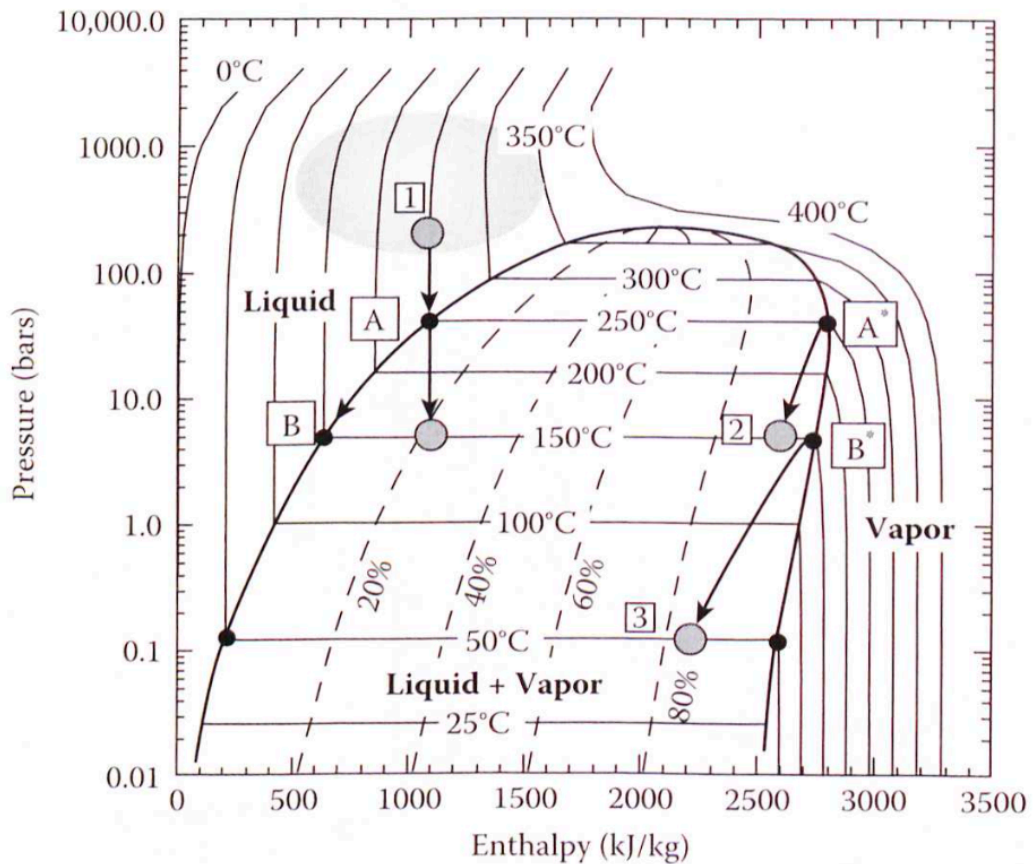 10,000.0
0°C
1000.0
350°C
1
400°C
100.0
300°C
Liquid
A
250°C
A*
10.0
200°C
B
150°C
2
B*
1.0
100°C
Vapor
20%
40%
60%
3
0.1
50°C
Liquid + Vapor
80%
25°C
0.01
0 500 1000 1500 2000 2500 3000 3500
Enthalpy (kJ/kg)
Pressure (bars)